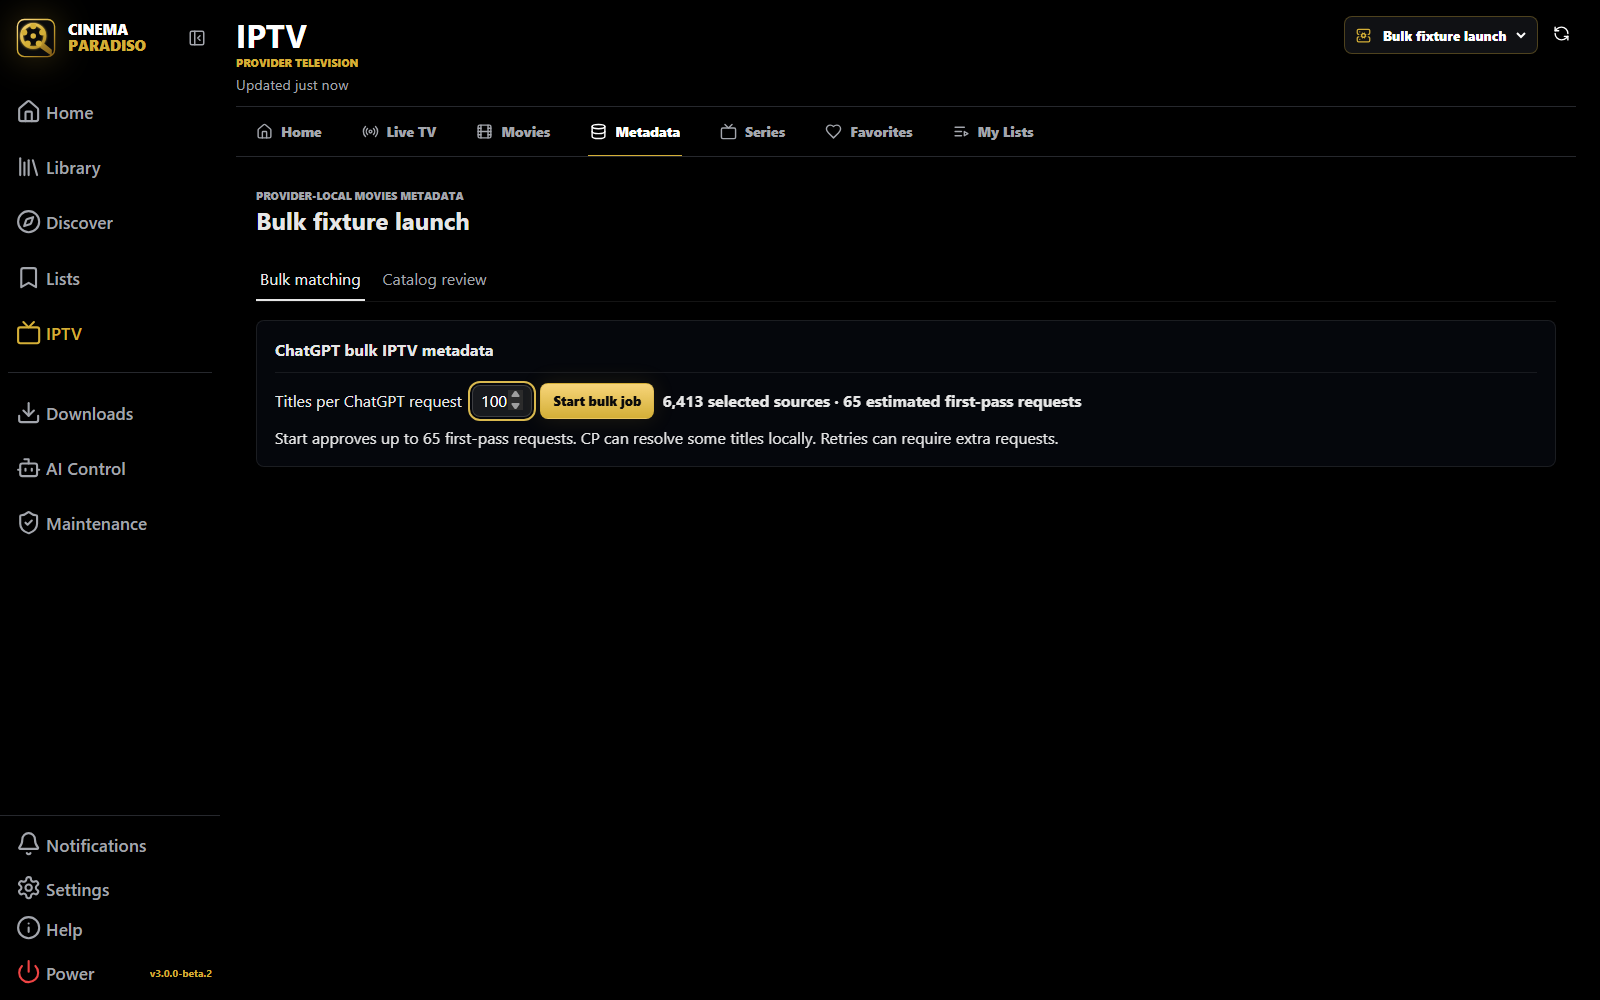 CINEMA
PARADISO
Home
Library
Discover
Lists
IPTV
Downloads
AI Control
Maintenance
Notifications
Settings
Help
Power
v3.0.0-beta.2
IPTV
PROVIDER TELEVISION
Updated just now
Bulk fixture launch
Home
Live TV
Movies
Metadata
Series
Favorites
My Lists
PROVIDER-LOCAL MOVIES METADATA
Bulk fixture launch
Bulk matching
Catalog review
ChatGPT bulk IPTV metadata
Titles per ChatGPT request 100 Start bulk job 6,413 selected sources · 65 estimated first-pass requests
Start approves up to 65 first-pass requests. CP can resolve some titles locally. Retries can require extra requests.